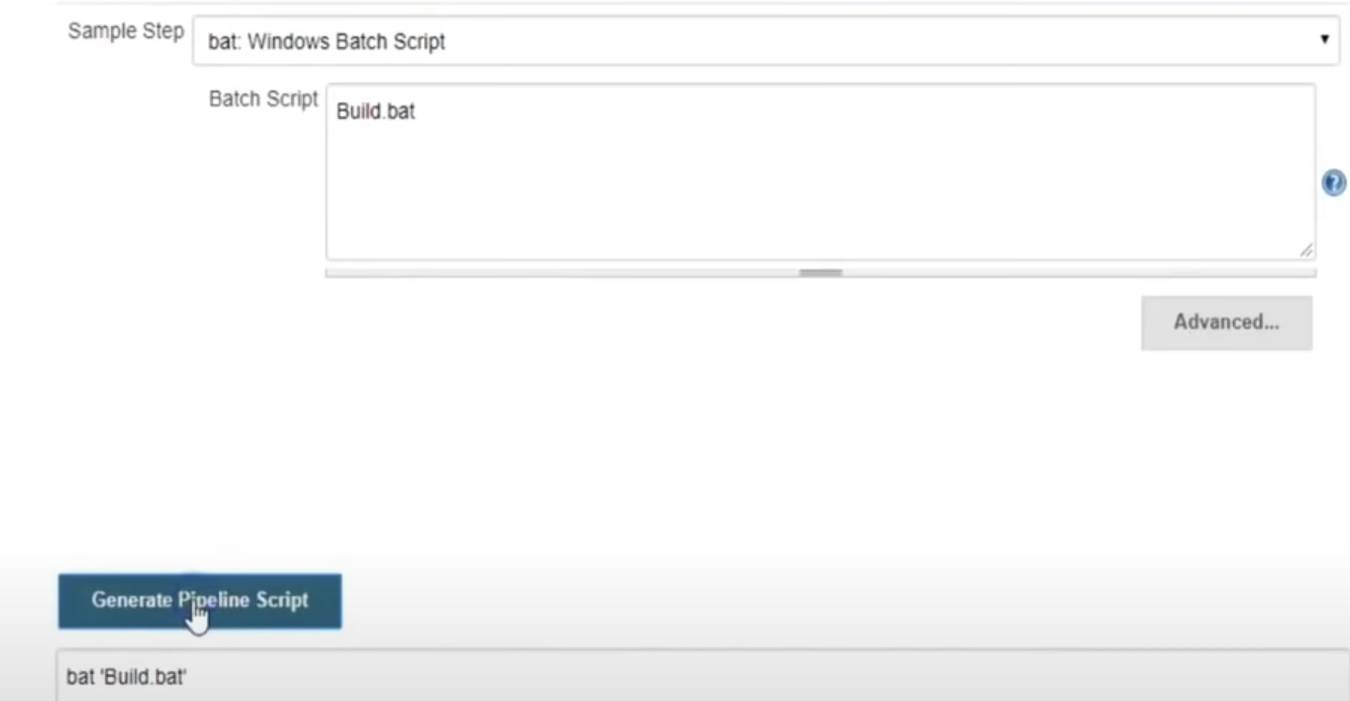 Sample Step
bat: Windows Batch Script
Batch Script
Build.bat
?
Advanced...
Generate Pipeline Script
bat 'Build.bat'